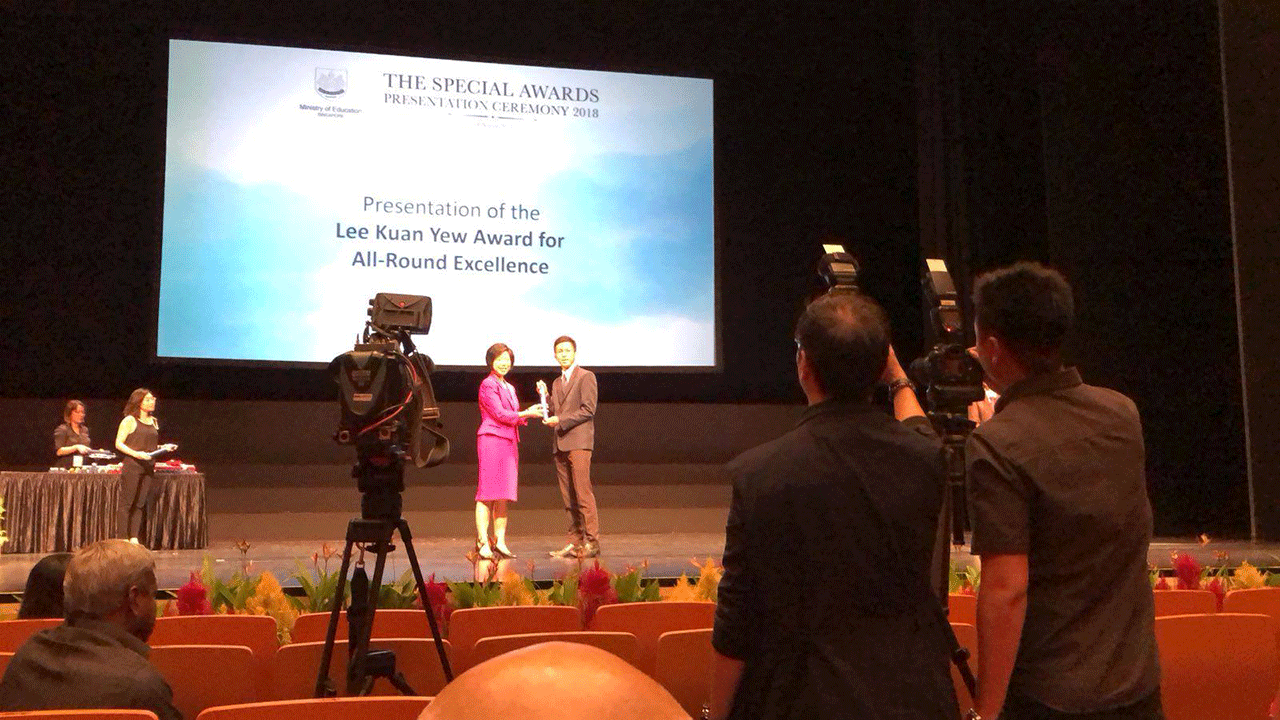 THE SPECIAL AWARDS
PRESENTATION CEREMONY 2018
Ministry of Education
SINGAPORE
Presentation of the
Lee Kuan Yew Award for
All-Round Excellence